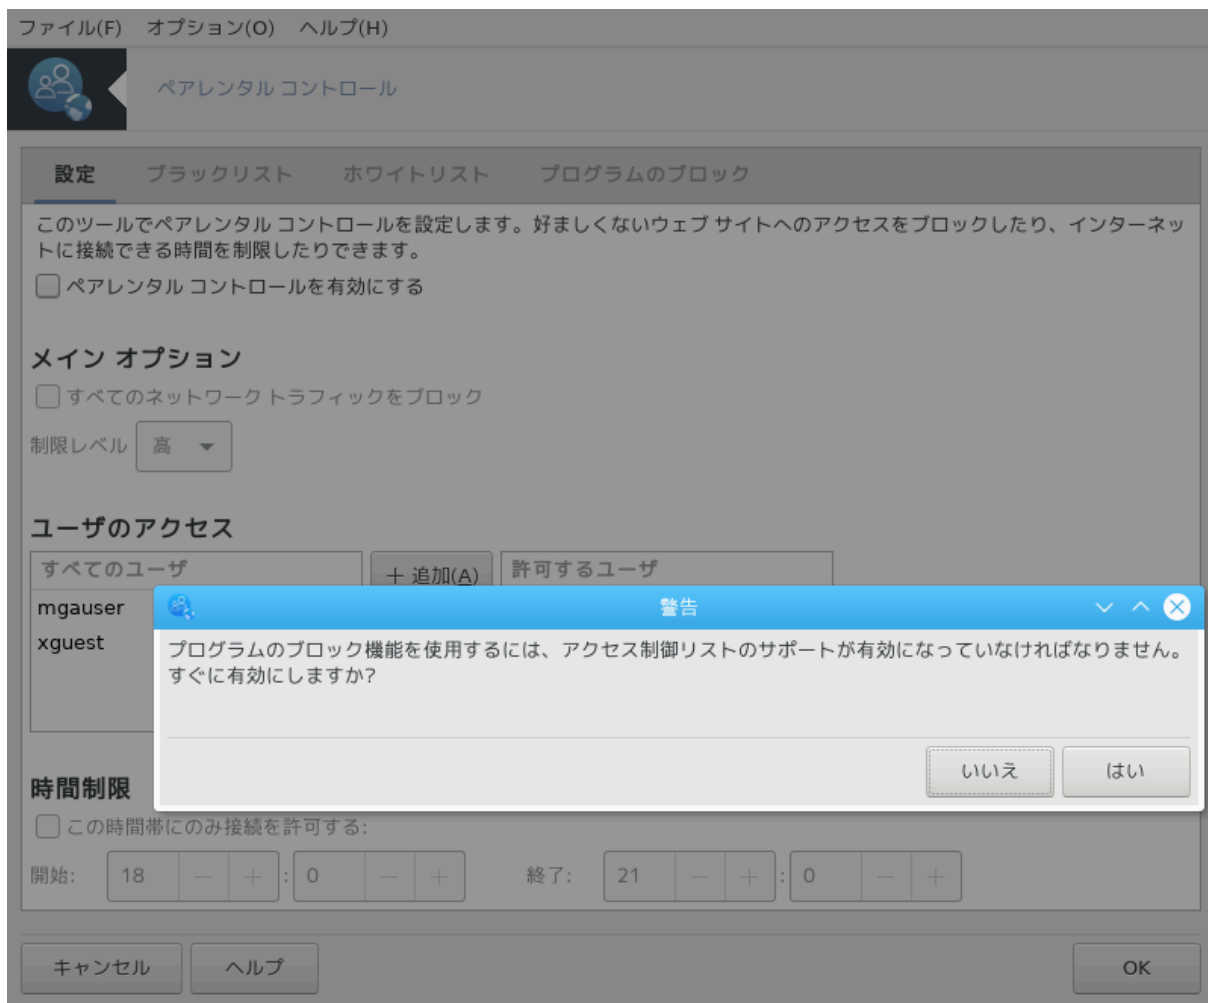 ファイル(F) オプション(O) ヘルプ(H)
ペアレンタル コントロール
設定 ブラックリスト ホワイトリスト プログラムのブロック
このツールでペアレンタル コントロールを設定します。好ましくないウェブ サイトへのアクセスをブロックしたり、インターネッ
トに接続できる時間を制限したりできます。
ペアレンタル コントロールを有効にする
メイン オプション
すべてのネットワーク トラフィックをブロック
制限レベル 高
ユーザのアクセス
すべてのユーザ + 追加(A) 許可するユーザ
mgauser
xguest
警告
プログラムのブロック機能を使用するには、アクセス制御リストのサポートが有効になっていなければなりません。
すぐに有効にしますか?
いいえ はい
時間制限
この時間帯にのみ接続を許可する:
開始: 18 − + : 0 − + 終了: 21 − + : 0 − +
キャンセル ヘルプ OK